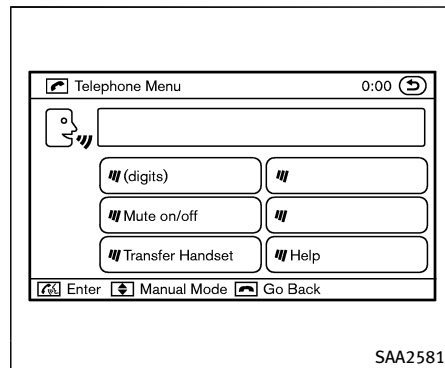 Telephone Menu 0:00
(digits)
Mute on/off
Transfer Handset Help
Enter Manual Mode Go Back
SAA2581